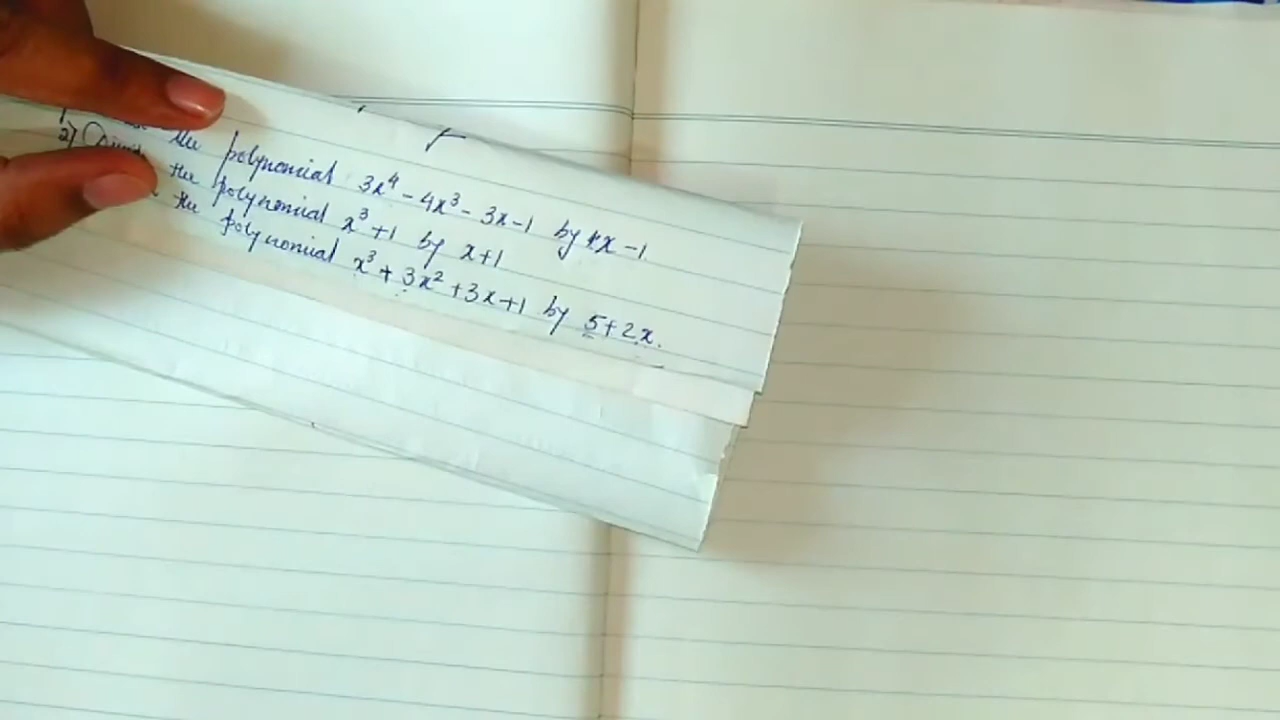 the polynomial 3x⁴ - 4x³ - 3x - 1 by x - 1
2) Divide the polynomial x³ + 1 by x + 1
the polynomial x³ + 3x² + 3x + 1 by 5 + 2x.